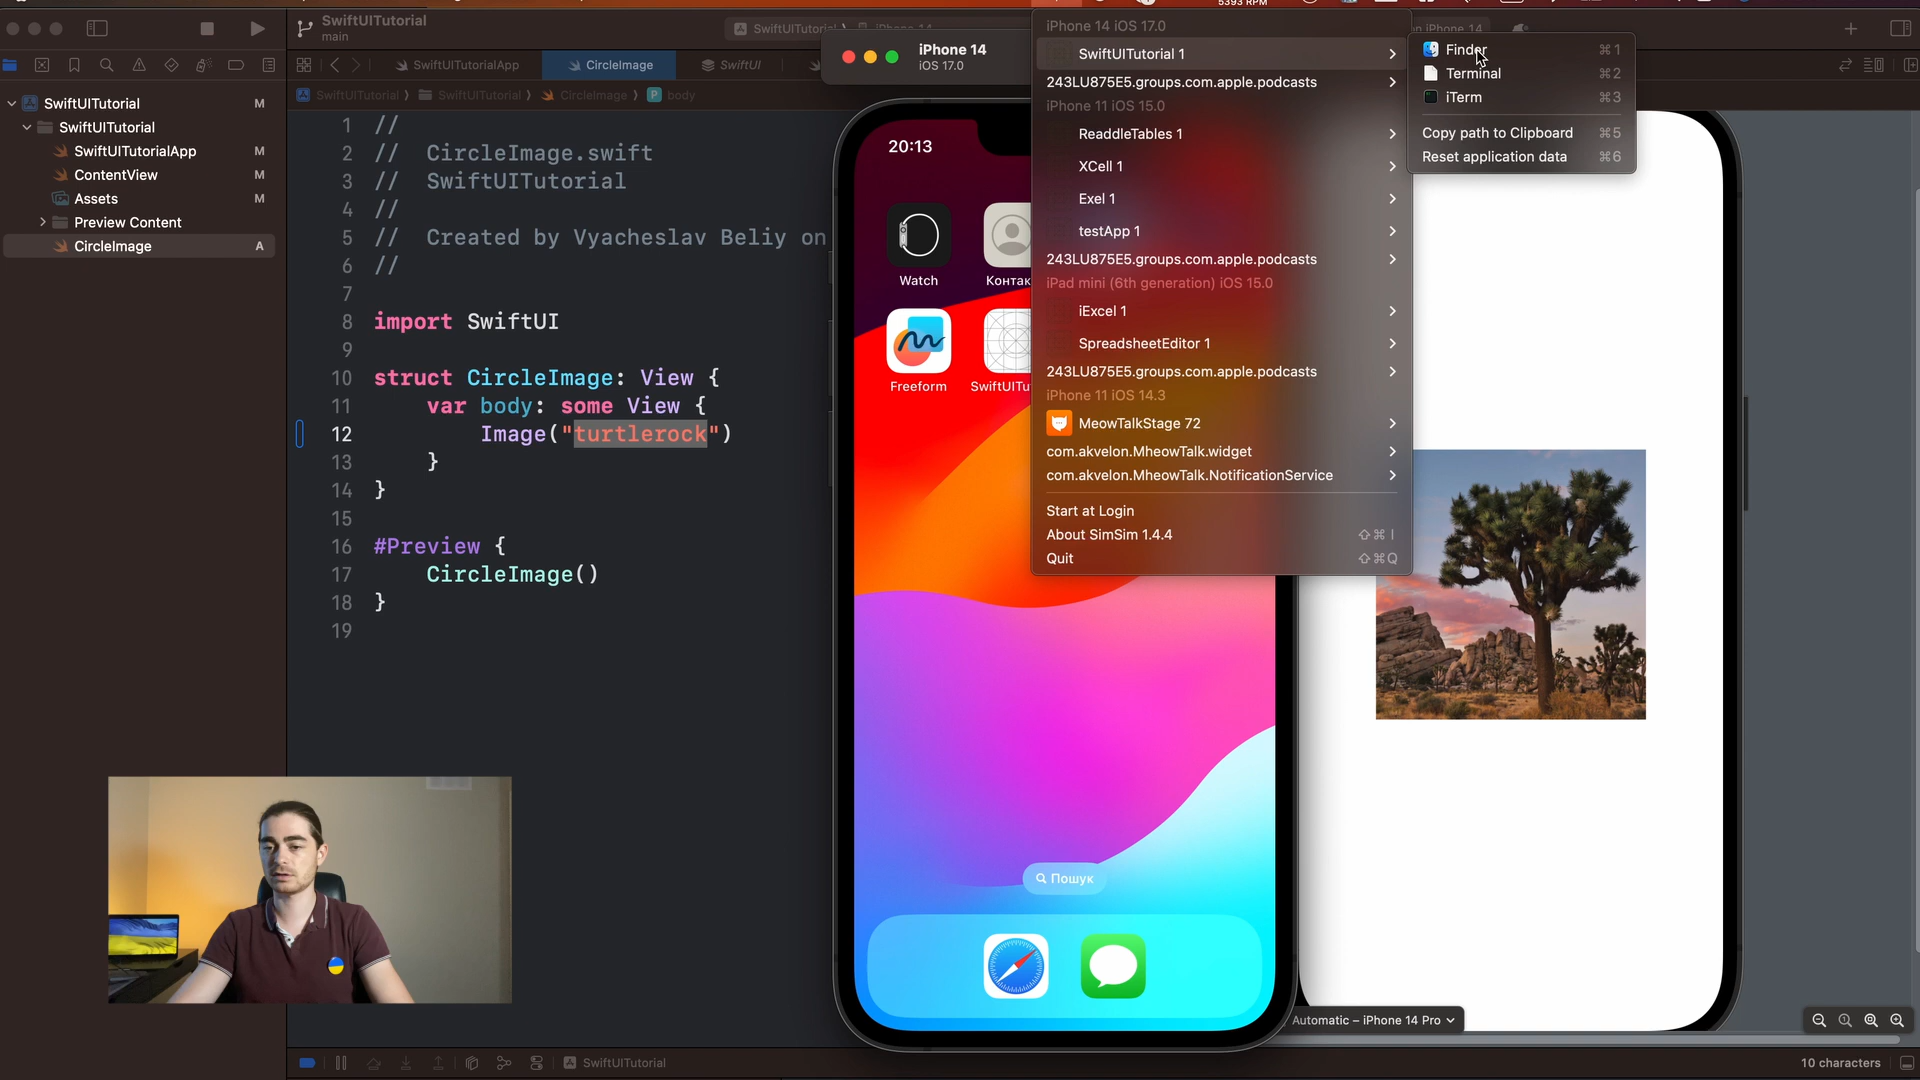 5393 RPM
SwiftUITutorial
main
SwiftUITutorial
SwiftUITutorialApp
CircleImage
SwiftUI
SwiftUITutorial
SwiftUITutorial
CircleImage
body
SwiftUITutorial M
SwiftUITutorial
SwiftUITutorialApp M
ContentView M
Assets M
Preview Content
CircleImage A
1 //
2 // CircleImage.swift
3 // SwiftUITutorial
4 //
5 // Created by Vyacheslav Beliy on
6 //
7
8 import SwiftUI
9
10 struct CircleImage: View {
11 var body: some View {
12 Image("turtlerock")
13 }
14 }
15
16 #Preview {
17 CircleImage()
18 }
19
iPhone 14
iOS 17.0
20:13
Watch
Контак
Freeform
SwiftUITu
Пошук
iPhone 14 iOS 17.0
SwiftUITutorial 1
243LU875E5.groups.com.apple.podcasts
iPhone 11 iOS 15.0
ReaddleTables 1
XCell 1
Exel 1
testApp 1
243LU875E5.groups.com.apple.podcasts
iPad mini (6th generation) iOS 15.0
iExcel 1
SpreadsheetEditor 1
243LU875E5.groups.com.apple.podcasts
iPhone 11 iOS 14.3
MeowTalkStage 72
com.akvelon.MheowTalk.widget
com.akvelon.MheowTalk.NotificationService
Start at Login
About SimSim 1.4.4 ⇧⌘I
Quit ⇧⌘Q
Finder ⌘1
Terminal ⌘2
iTerm ⌘3
Copy path to Clipboard ⌘5
Reset application data ⌘6
Automatic – iPhone 14 Pro
SwiftUITutorial
10 characters